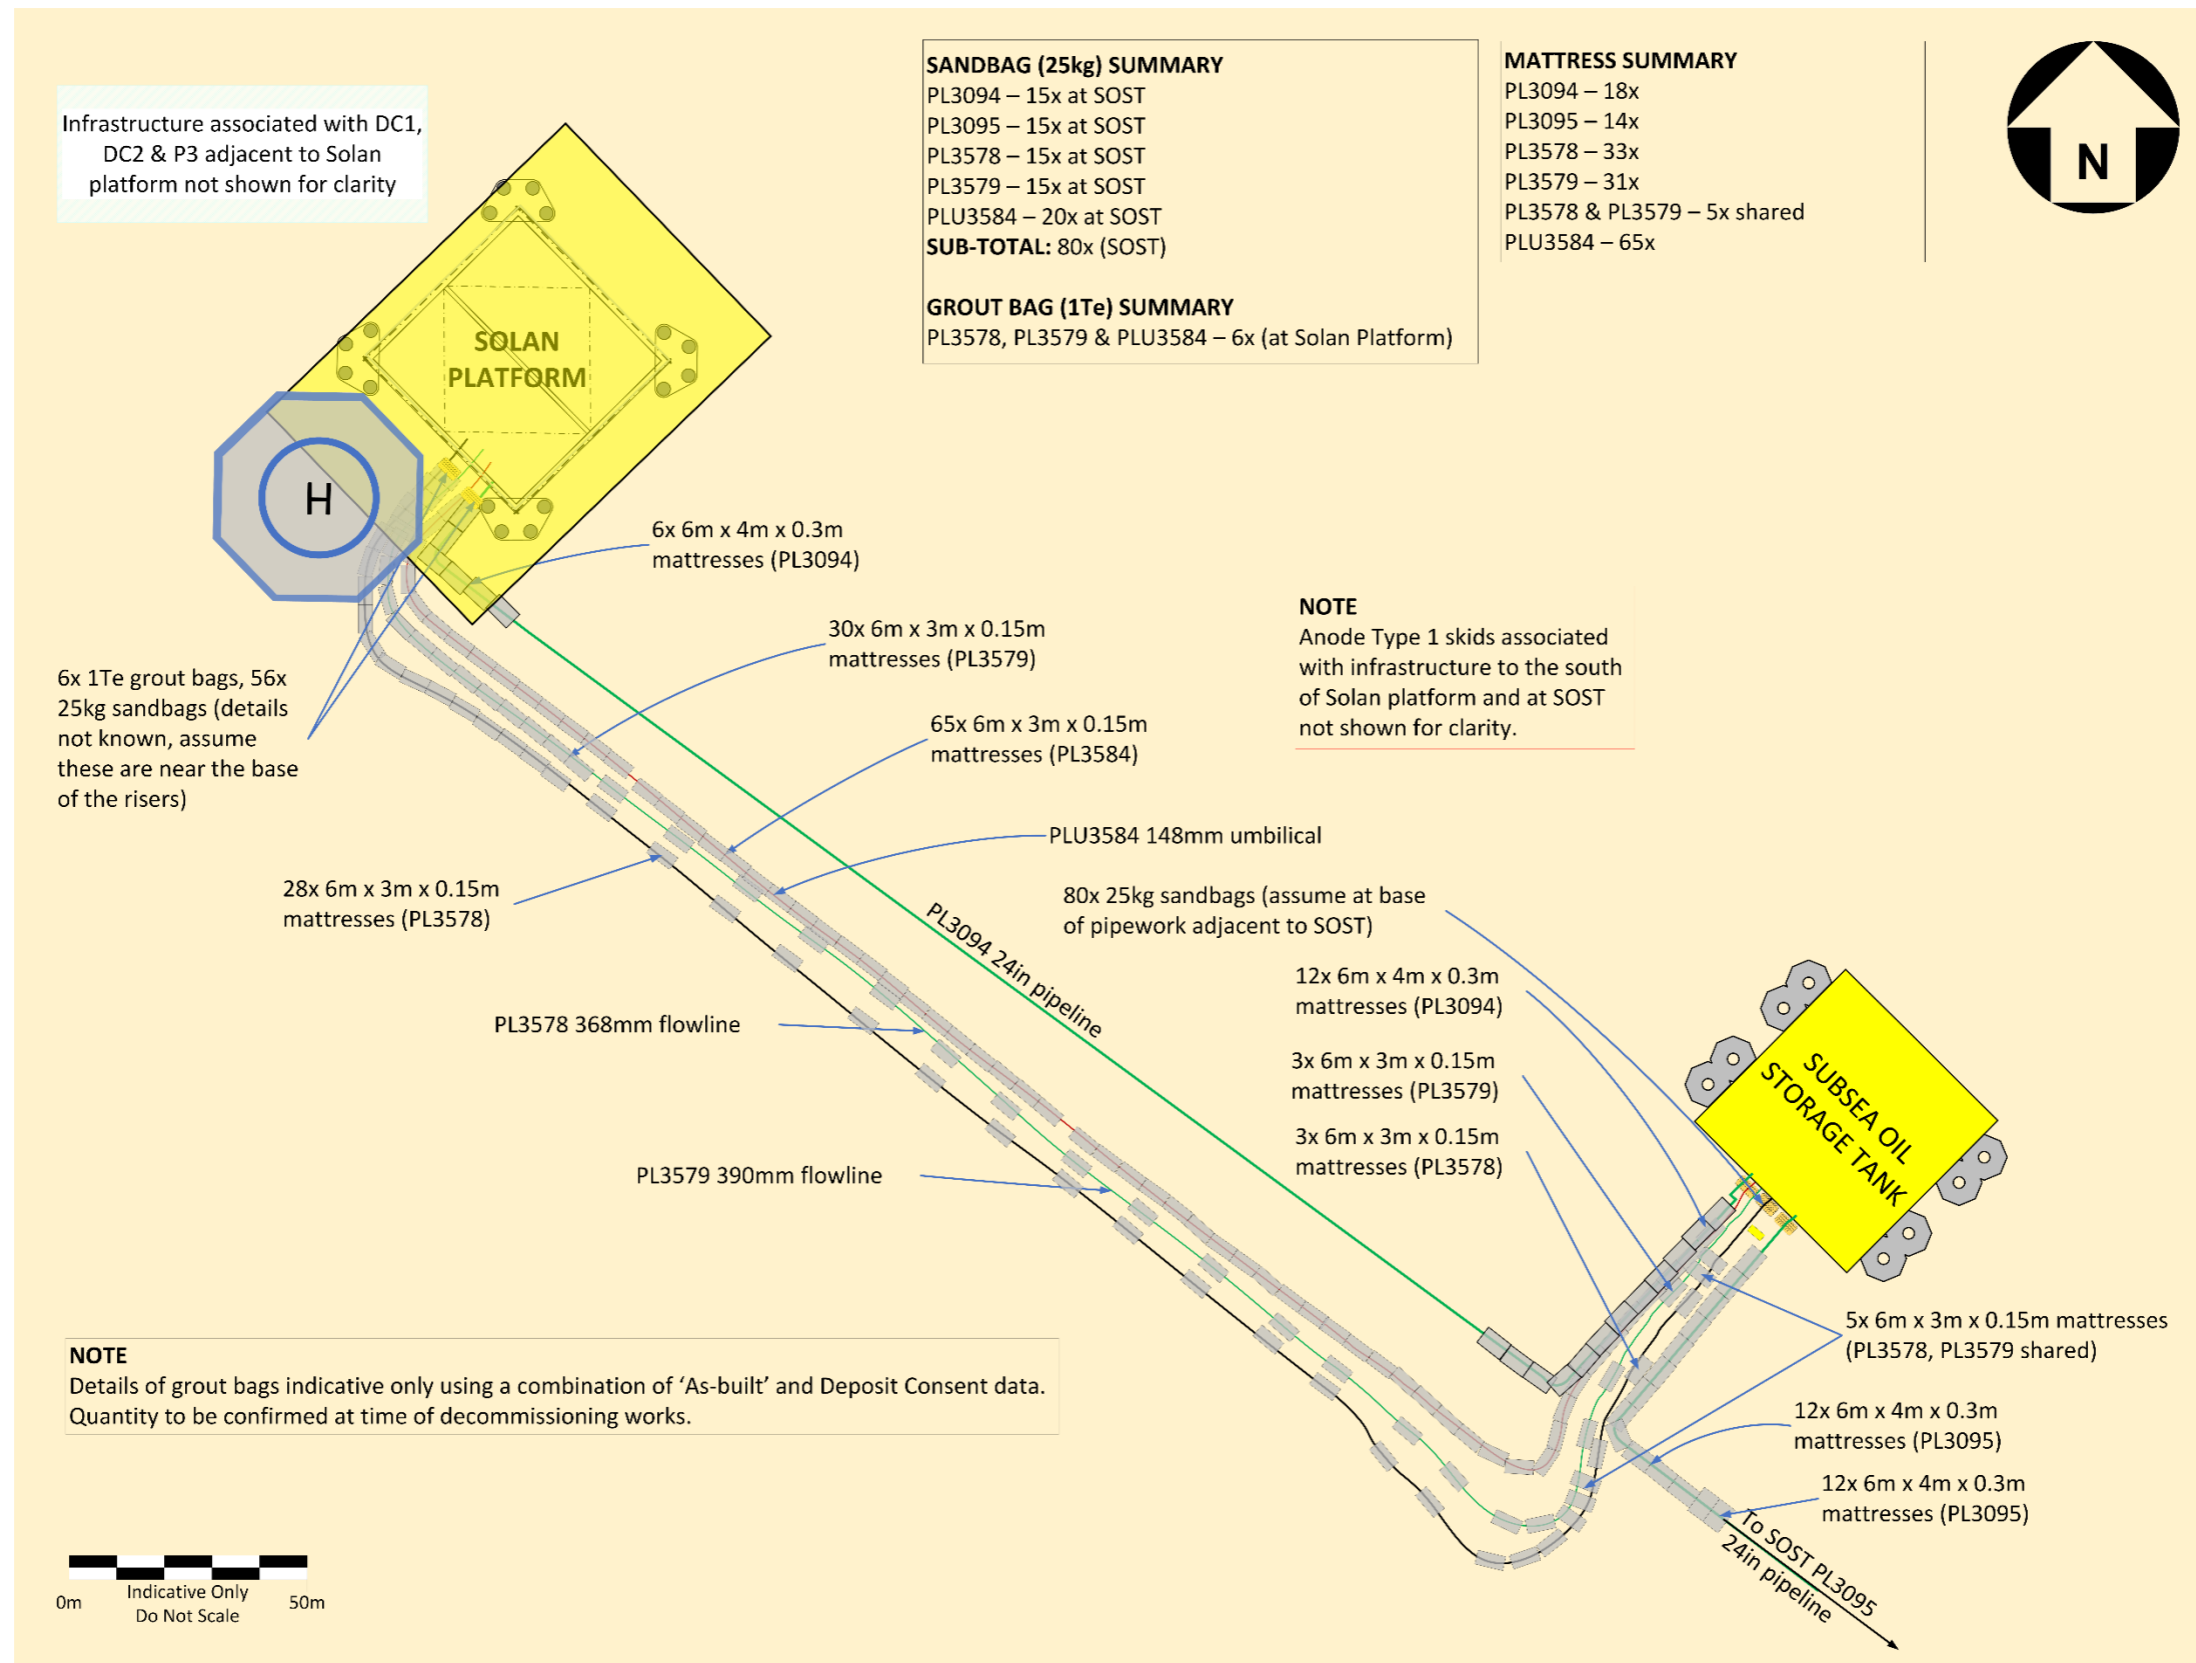 Infrastructure associated with DC1,
DC2 & P3 adjacent to Solan
platform not shown for clarity
SANDBAG (25kg) SUMMARY
PL3094 – 15x at SOST
PL3095 – 15x at SOST
PL3578 – 15x at SOST
PL3579 – 15x at SOST
PLU3584 – 20x at SOST
SUB-TOTAL: 80x (SOST)
GROUT BAG (1Te) SUMMARY
PL3578, PL3579 & PLU3584 – 6x (at Solan Platform)
MATTRESS SUMMARY
PL3094 – 18x
PL3095 – 14x
PL3578 – 33x
PL3579 – 31x
PL3578 & PL3579 – 5x shared
PLU3584 – 65x
N
SOLAN
PLATFORM
H
6x 6m x 4m x 0.3m
mattresses (PL3094)
30x 6m x 3m x 0.15m
mattresses (PL3579)
NOTE
Anode Type 1 skids associated
with infrastructure to the south
of Solan platform and at SOST
not shown for clarity.
6x 1Te grout bags, 56x
25kg sandbags (details
not known, assume
these are near the base
of the risers)
65x 6m x 3m x 0.15m
mattresses (PL3584)
PLU3584 148mm umbilical
28x 6m x 3m x 0.15m
mattresses (PL3578)
80x 25kg sandbags (assume at base
of pipework adjacent to SOST)
PL3094 24in pipeline
12x 6m x 4m x 0.3m
mattresses (PL3094)
PL3578 368mm flowline
3x 6m x 3m x 0.15m
mattresses (PL3579)
SUBSEA OIL
STORAGE TANK
3x 6m x 3m x 0.15m
mattresses (PL3578)
PL3579 390mm flowline
5x 6m x 3m x 0.15m mattresses
(PL3578, PL3579 shared)
NOTE
Details of grout bags indicative only using a combination of ‘As-built’ and Deposit Consent data.
Quantity to be confirmed at time of decommissioning works.
12x 6m x 4m x 0.3m
mattresses (PL3095)
12x 6m x 4m x 0.3m
mattresses (PL3095)
To SOST PL3095
24in pipeline
0m
Indicative Only
Do Not Scale
50m